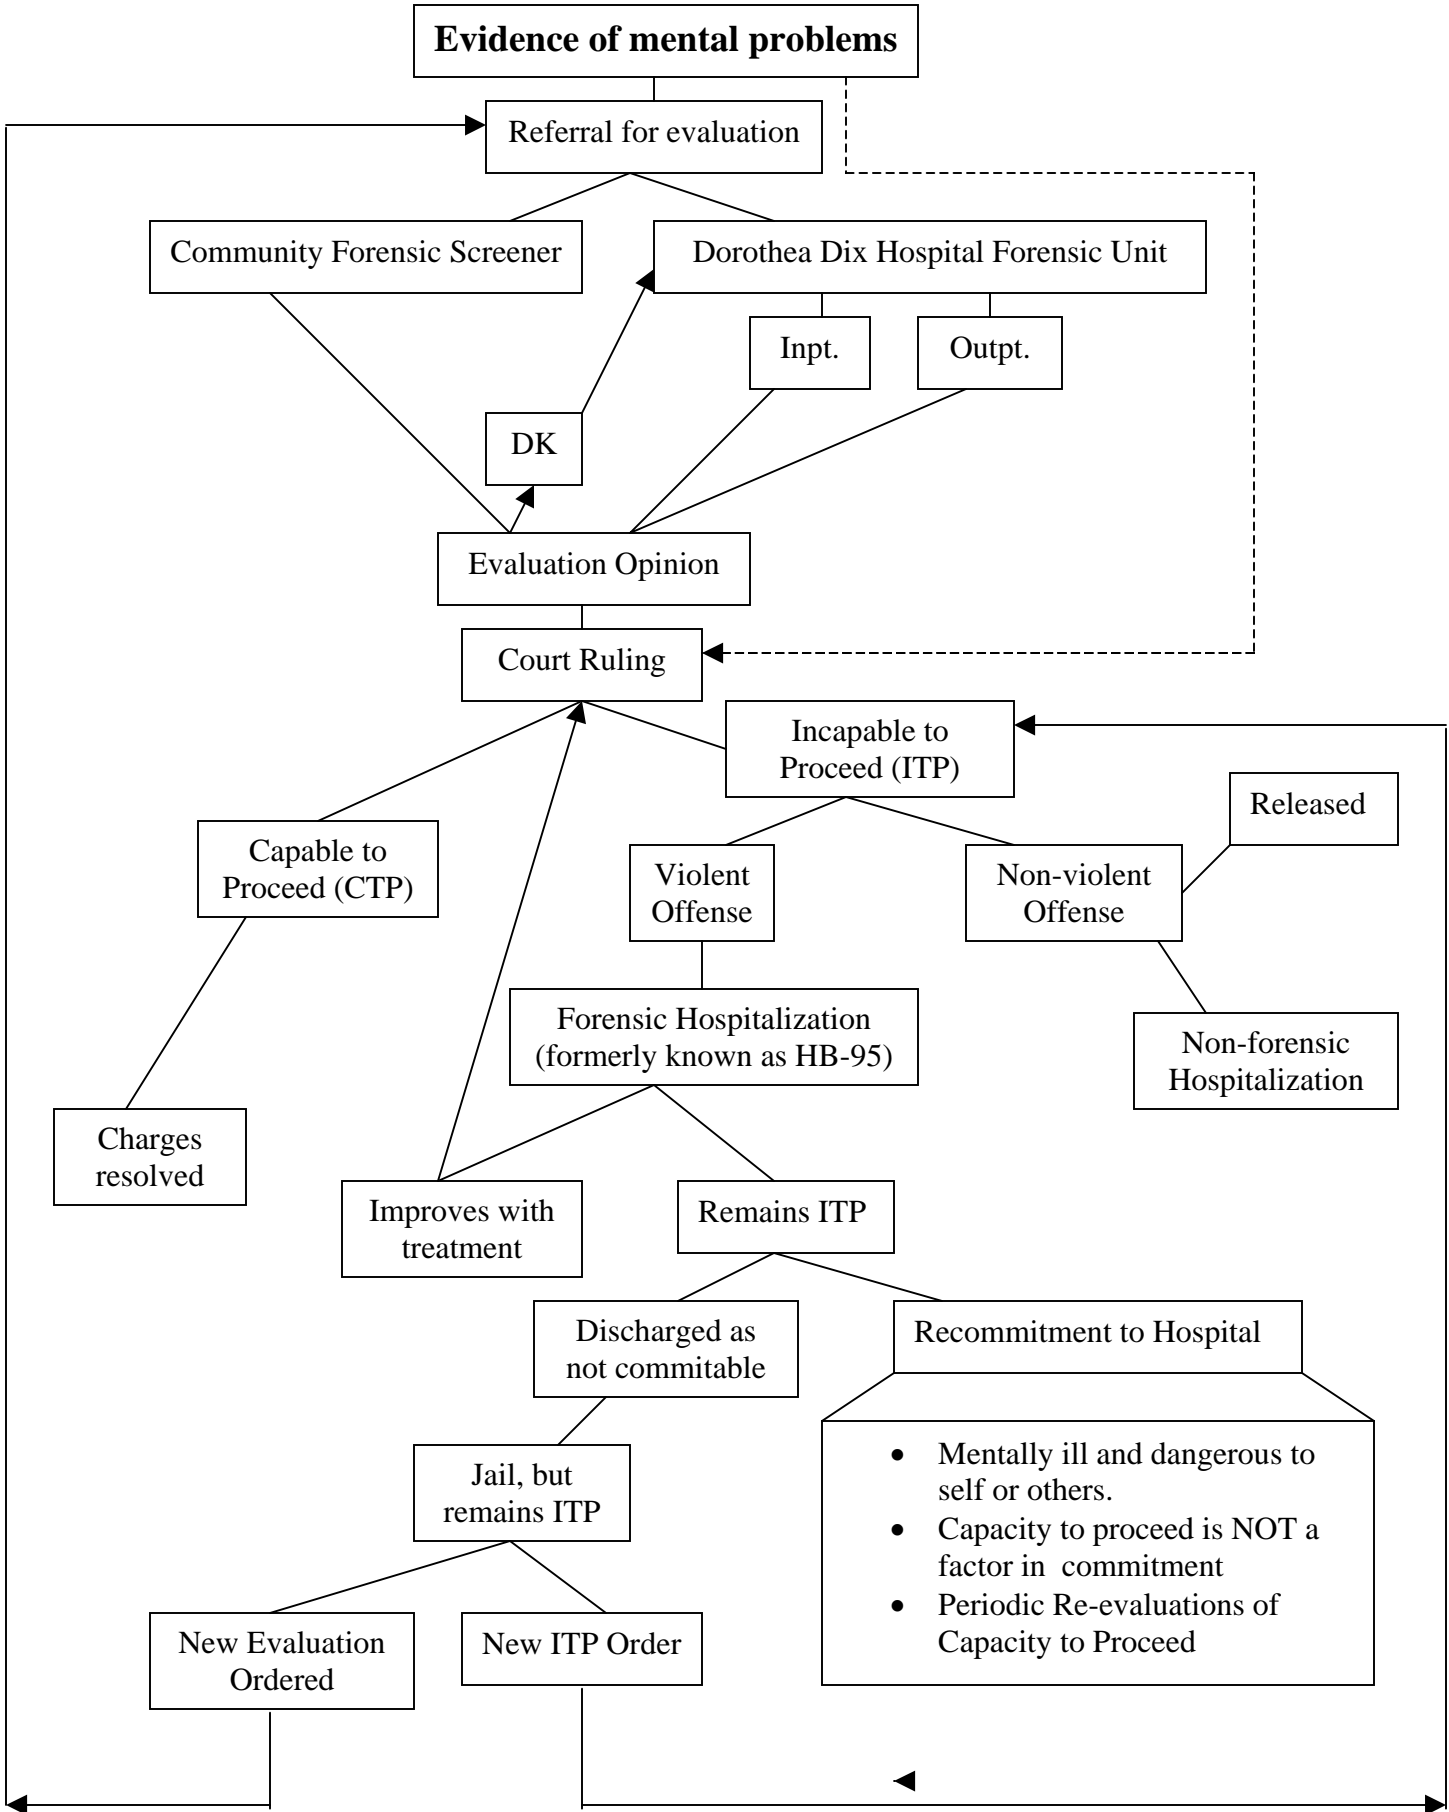 Evidence of mental problems
Referral for evaluation
Community Forensic Screener
Dorothea Dix Hospital Forensic Unit
Inpt.
Outpt.
DK
Evaluation Opinion
Court Ruling
Incapable to
Proceed (ITP)
Released
Capable to
Proceed (CTP)
Violent
Offense
Non-violent
Offense
Forensic Hospitalization
(formerly known as HB-95)
Non-forensic
Hospitalization
Charges
resolved
Improves with
treatment
Remains ITP
Discharged as
not commitable
Recommitment to Hospital
• Mentally ill and dangerous to
self or others.
• Capacity to proceed is NOT a
factor in commitment
• Periodic Re-evaluations of
Capacity to Proceed
Jail, but
remains ITP
New Evaluation
Ordered
New ITP Order